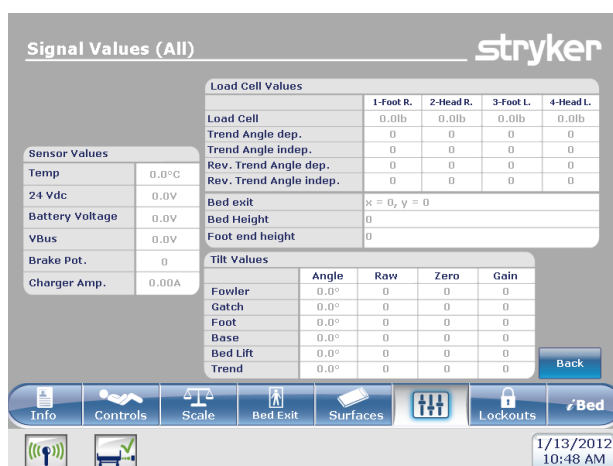 Signal Values (All)
stryker
Load Cell Values
1-Foot R. 2-Head R. 3-Foot L. 4-Head L.
Load Cell 0.0lb 0.0lb 0.0lb 0.0lb
Trend Angle dep. 0 0 0 0
Trend Angle indep. 0 0 0 0
Rev. Trend Angle dep. 0 0 0 0
Rev. Trend Angle indep. 0 0 0 0
Bed exit x = 0, y = 0
Bed Height 0
Foot end height 0
Sensor Values
Temp 0.0°C
24 Vdc 0.0V
Battery Voltage 0.0V
VBus 0.0V
Brake Pot. 0
Charger Amp. 0.00A
Tilt Values
Angle Raw Zero Gain
Fowler 0.0° 0 0 0
Gatch 0.0° 0 0 0
Foot 0.0° 0 0 0
Base 0.0° 0 0 0
Bed Lift 0.0° 0 0 0
Trend 0.0° 0 0 0
Back
Info Controls Scale Bed Exit Surfaces Lockouts iBed
1/13/2012
10:48 AM